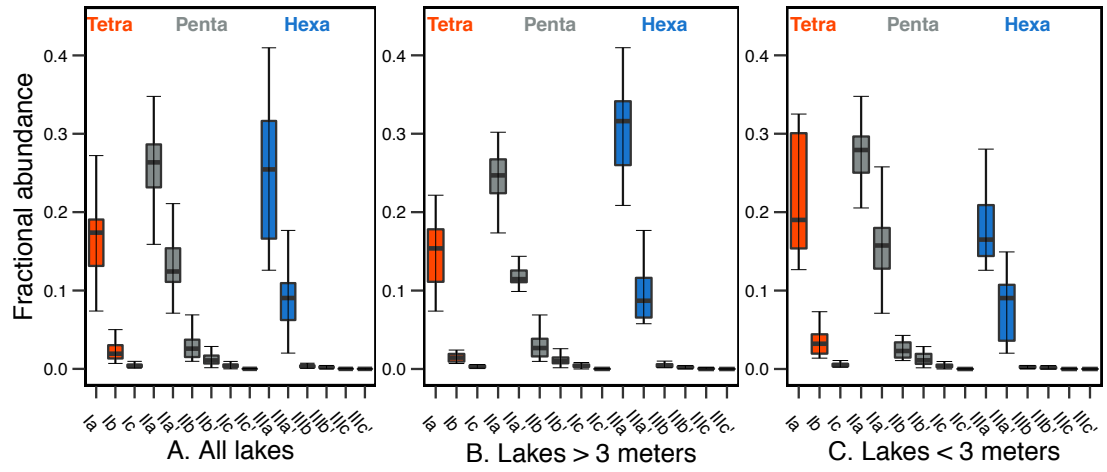 Fractional abundance
Tetra Penta Hexa
0.4
0.3
0.2
0.1
0.0
Ia Ib Ic IIa IIa' IIb IIb' IIc IIc' IIIa IIIa' IIIb IIIb' IIIc IIIc'
A. All lakes
Tetra Penta Hexa
0.4
0.3
0.2
0.1
0.0
Ia Ib Ic IIa IIa' IIb IIb' IIc IIc' IIIa IIIa' IIIb IIIb' IIIc IIIc'
B. Lakes > 3 meters
Tetra Penta Hexa
0.4
0.3
0.2
0.1
0.0
Ia Ib Ic IIa IIa' IIb IIb' IIc IIc' IIIa IIIa' IIIb IIIb' IIIc IIIc'
C. Lakes < 3 meters